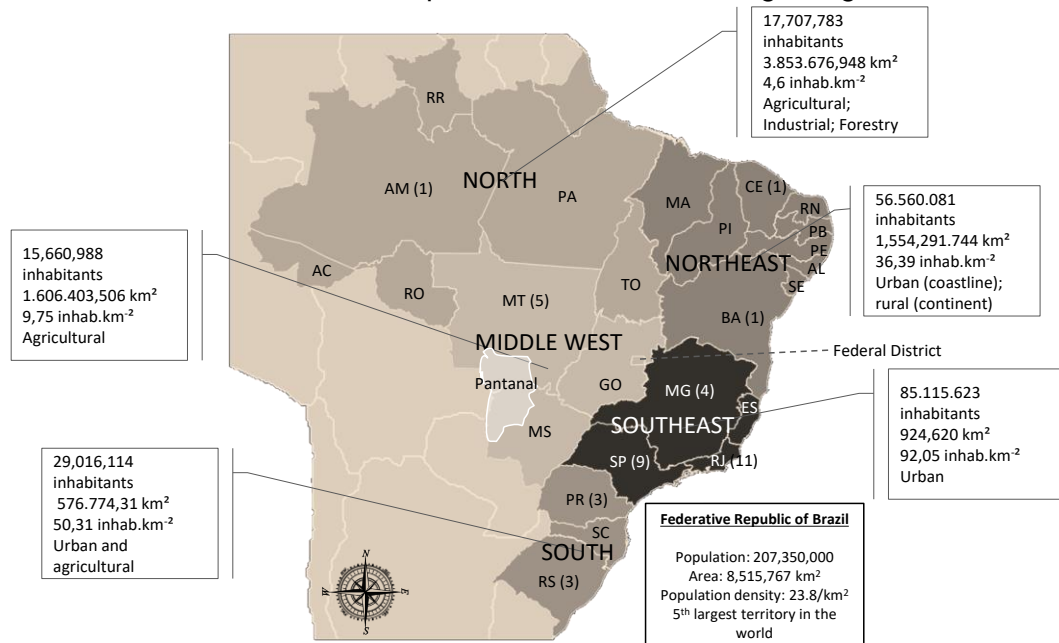 17,707,783
inhabitants
3.853.676,948 km²
4,6 inhab.km⁻²
Agricultural;
Industrial; Forestry
RR
AM (1)
NORTH
PA
MA
CE (1)
RN
PI
PB
PE
NORTHEAST
AL
SE
56.560.081
inhabitants
1,554,291.744 km²
36,39 inhab.km⁻²
Urban (coastline);
rural (continent)
15,660,988
inhabitants
1.606.403,506 km²
9,75 inhab.km⁻²
Agricultural
AC
RO
MT (5)
TO
BA (1)
MIDDLE WEST
Federal District
Pantanal
GO
MG (4)
ES
SOUTHEAST
MS
SP (9)
RJ (11)
85.115.623
inhabitants
924,620 km²
92,05 inhab.km⁻²
Urban
29,016,114
inhabitants
576.774,31 km²
50,31 inhab.km⁻²
Urban and
agricultural
PR (3)
SC
SOUTH
RS (3)
N
E
S
W
Federative Republic of Brazil
Population: 207,350,000
Area: 8,515,767 km²
Population density: 23.8/km²
5th largest territory in the
world